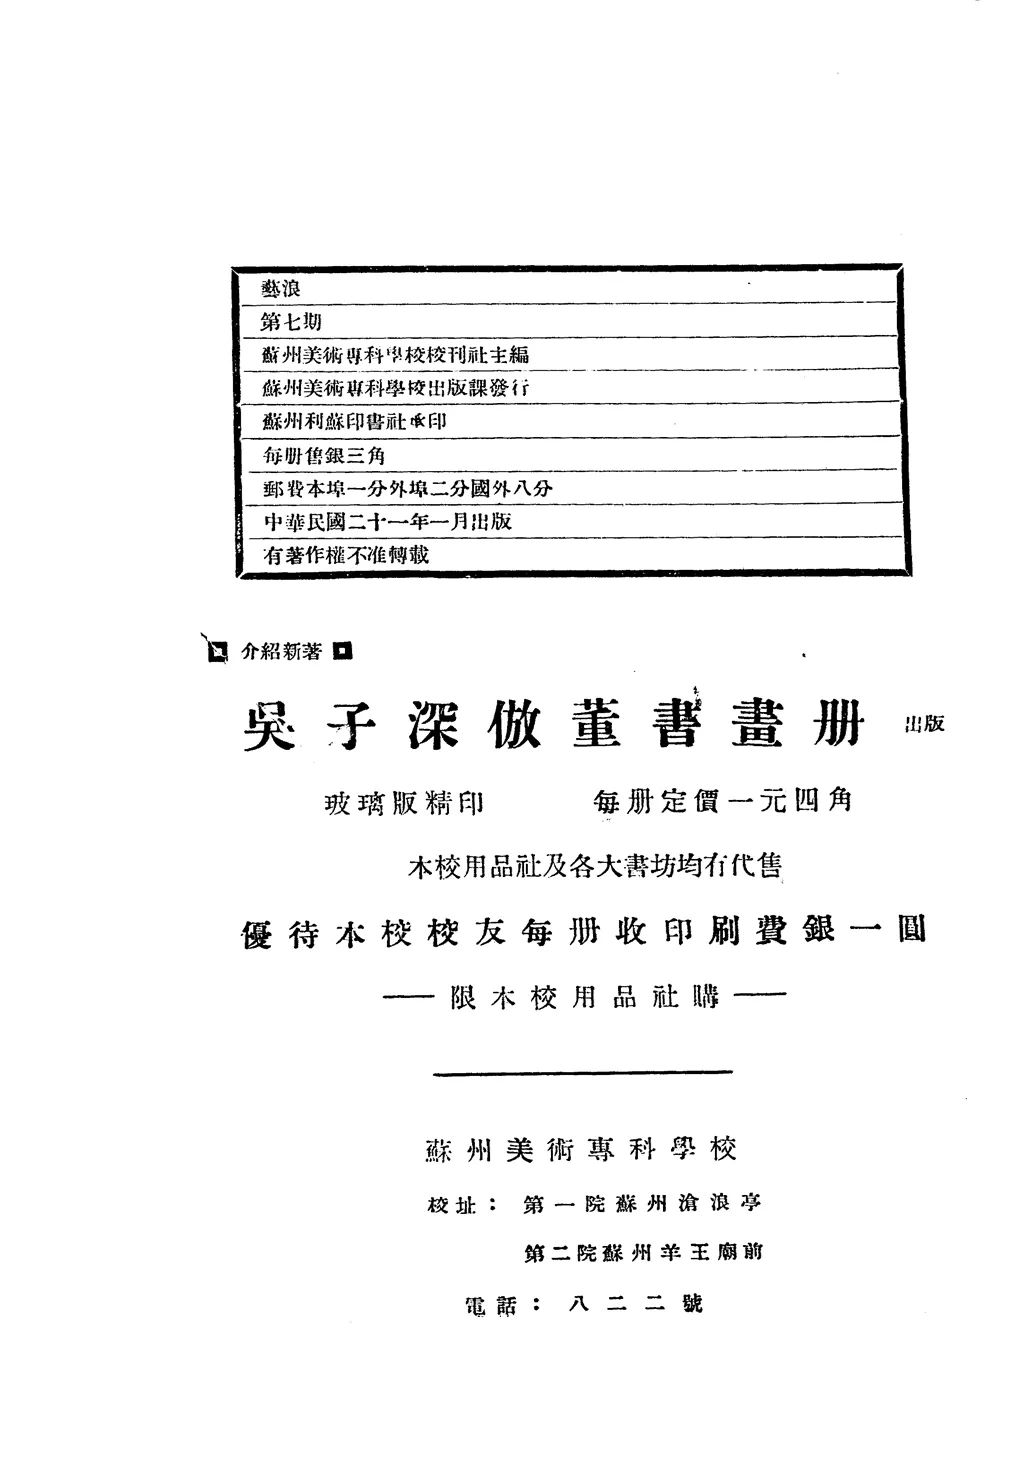 藝浪
第七期
蘇州美術專科學校校刊社主編
蘇州美術專科學校出版課發行
蘇州利蘇印書社承印
每册售銀三角
郵費本埠一分外埠二分國外八分
中華民國二十一年一月出版
有著作權不准轉載
介紹新著
吳子深倣董書畫册 出版
玻璃版精印 每册定價一元四角
本校用品社及各大書坊均有代售
優待本校校友每册收印刷費銀一圓
——限本校用品社購——
蘇州美術專科學校
校址：第一院蘇州滄浪亭
第二院蘇州羊王廟前
電話：八二二號